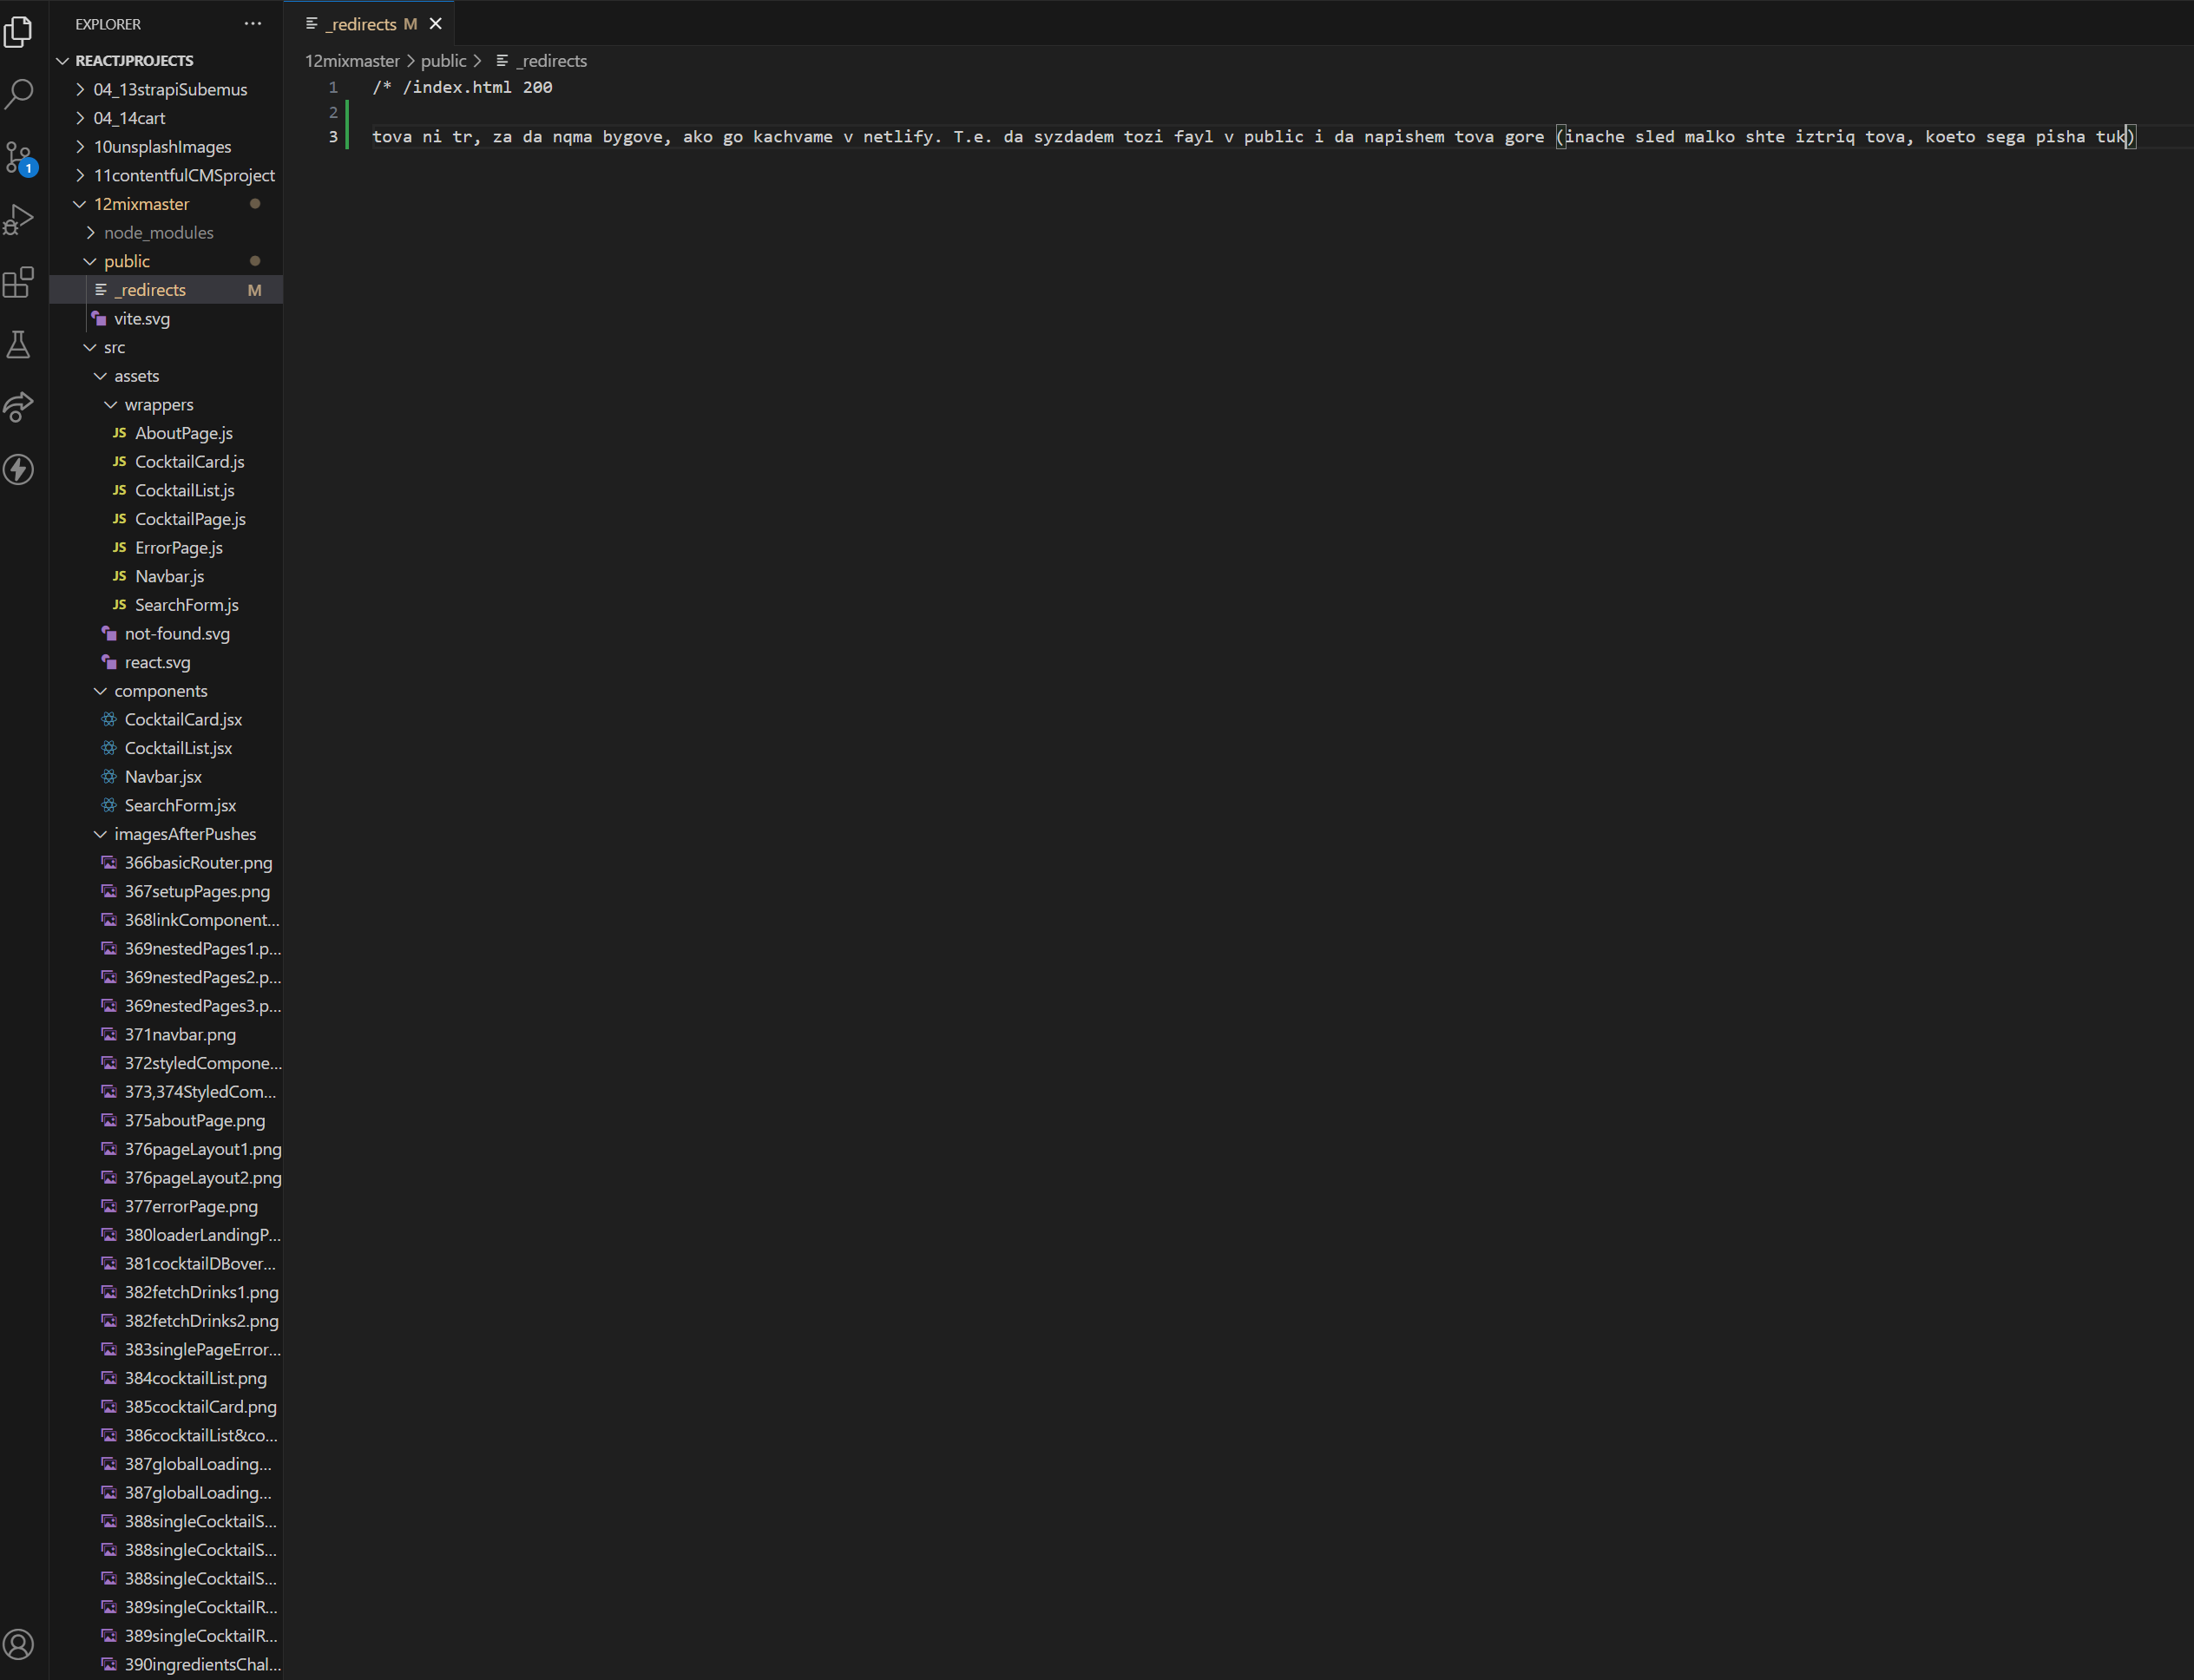 EXPLORER
REACTJPROJECTS
04_13strapiSubemus
04_14cart
10unsplashImages
11contentfulCMSproject
12mixmaster
node_modules
public
_redirects M
vite.svg
src
assets
wrappers
JS AboutPage.js
JS CocktailCard.js
JS CocktailList.js
JS CocktailPage.js
JS ErrorPage.js
JS Navbar.js
JS SearchForm.js
not-found.svg
react.svg
components
CocktailCard.jsx
CocktailList.jsx
Navbar.jsx
SearchForm.jsx
imagesAfterPushes
366basicRouter.png
367setupPages.png
368linkComponent...
369nestedPages1.p...
369nestedPages2.p...
369nestedPages3.p...
371navbar.png
372styledCompone...
373,374StyledCom...
375aboutPage.png
376pageLayout1.png
376pageLayout2.png
377errorPage.png
380loaderLandingP...
381cocktailDBover...
382fetchDrinks1.png
382fetchDrinks2.png
383singlePageError...
384cocktailList.png
385cocktailCard.png
386cocktailList&co...
387globalLoading...
387globalLoading...
388singleCocktailS...
388singleCocktailS...
388singleCocktailS...
389singleCocktailR...
389singleCocktailR...
390ingredientsChal...
1
_redirects M
12mixmaster > public > _redirects
1 /* /index.html 200
2
3 tova ni tr, za da nqma bygove, ako go kachvame v netlify. T.e. da syzdadem tozi fayl v public i da napishem tova gore (inache sled malko shte iztriq tova, koeto sega pisha tuk)